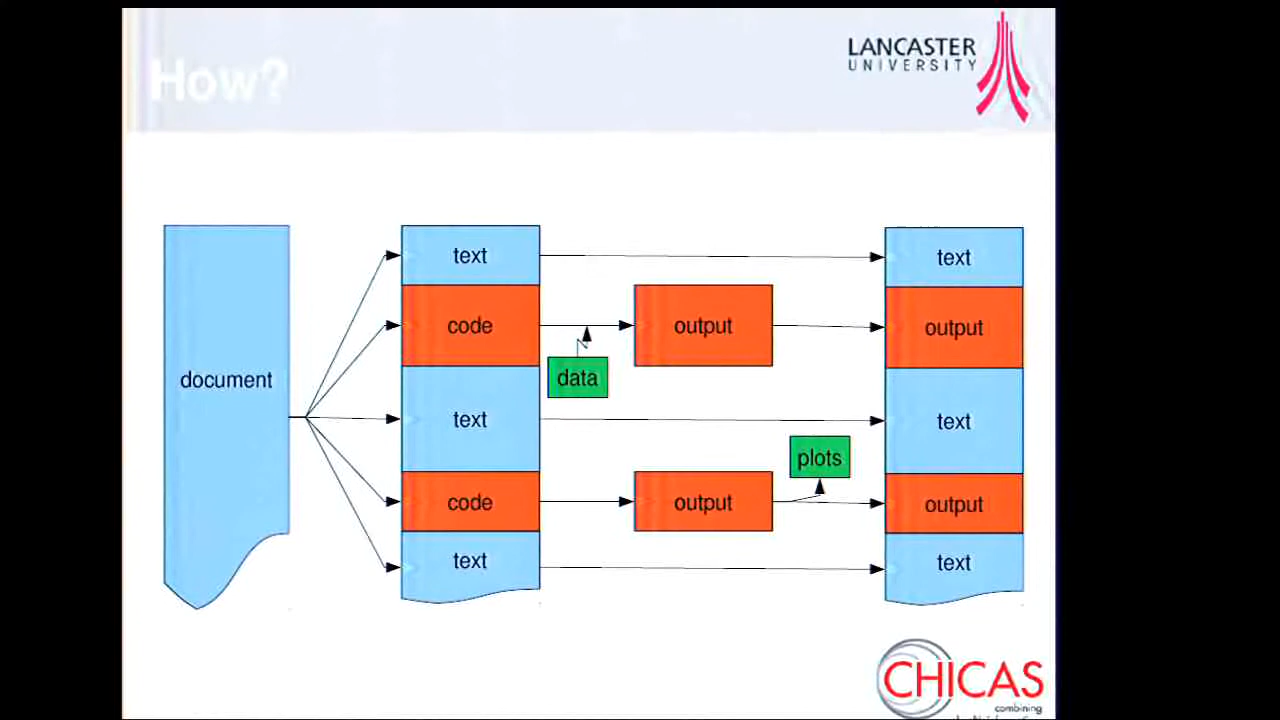 How?
LANCASTER
UNIVERSITY
text
text
code
output
output
data
document
text
text
plots
code
output
output
text
text
CHICAS
combining